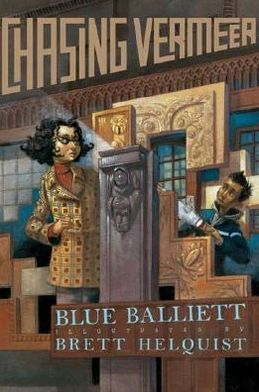 CHASING VERMEER
BLUE BALLIETT
ILLUSTRATED BY
BRETT HELQUIST